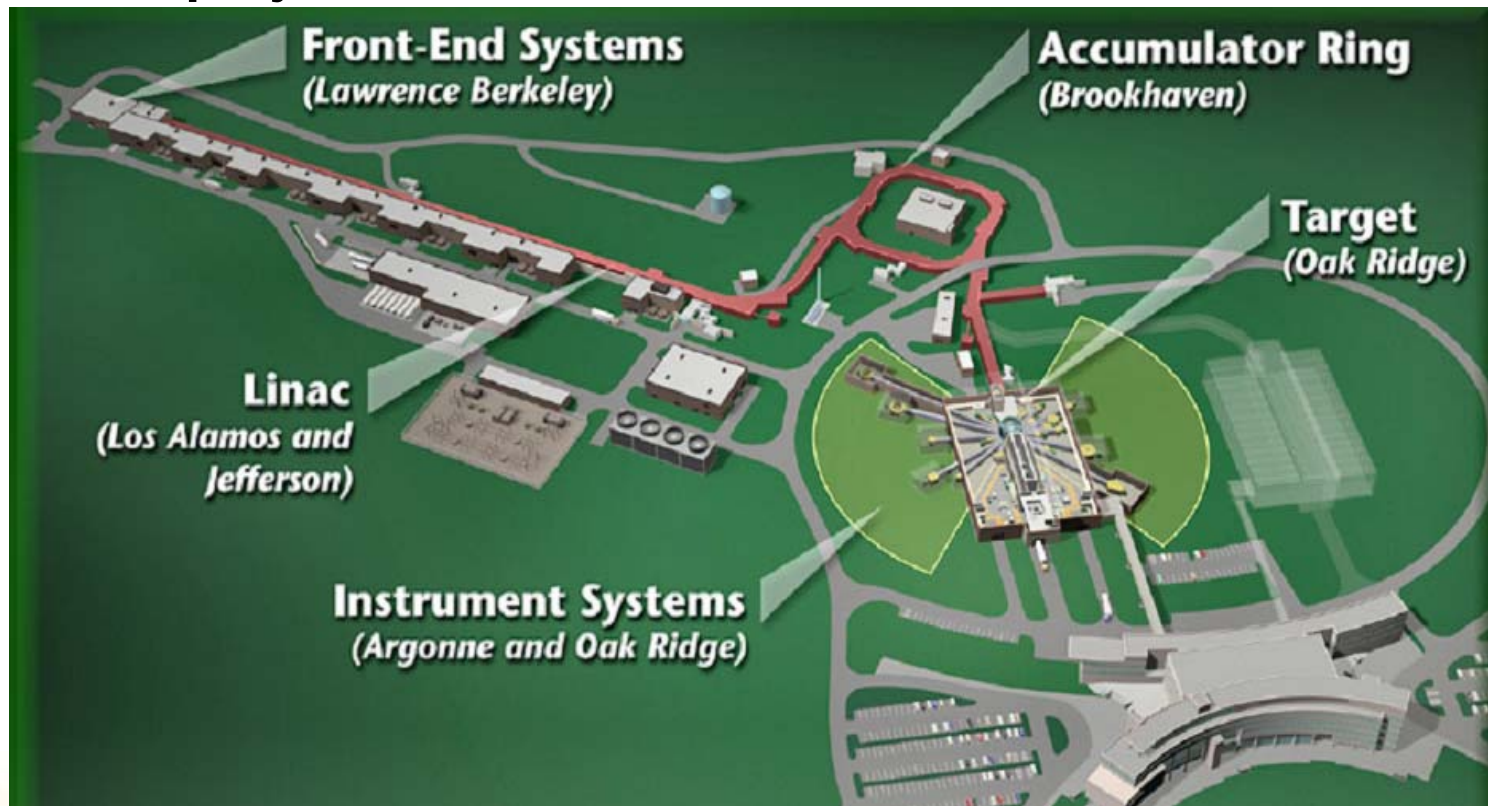 Front-End Systems
(Lawrence Berkeley)
Accumulator Ring
(Brookhaven)
Target
(Oak Ridge)
Linac
(Los Alamos and
Jefferson)
Instrument Systems
(Argonne and Oak Ridge)